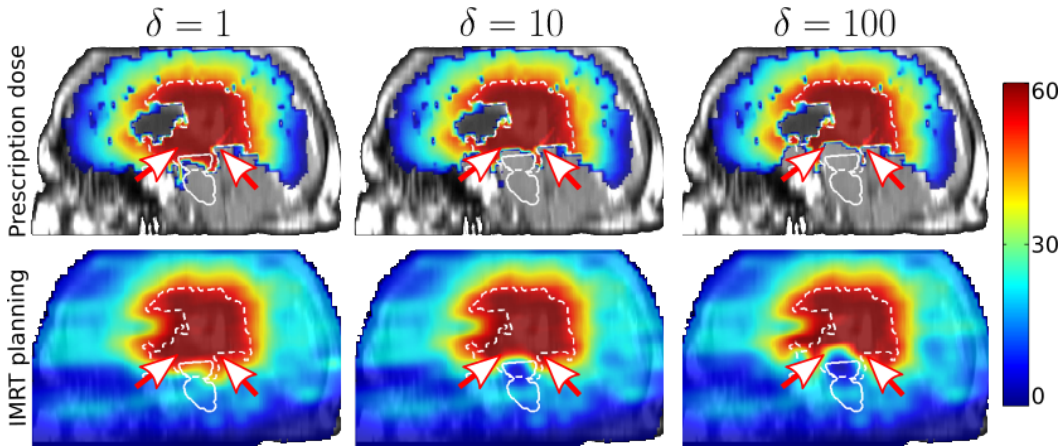 δ = 1
δ = 10
δ = 100
Prescription dose
IMRT planning
60
30
0